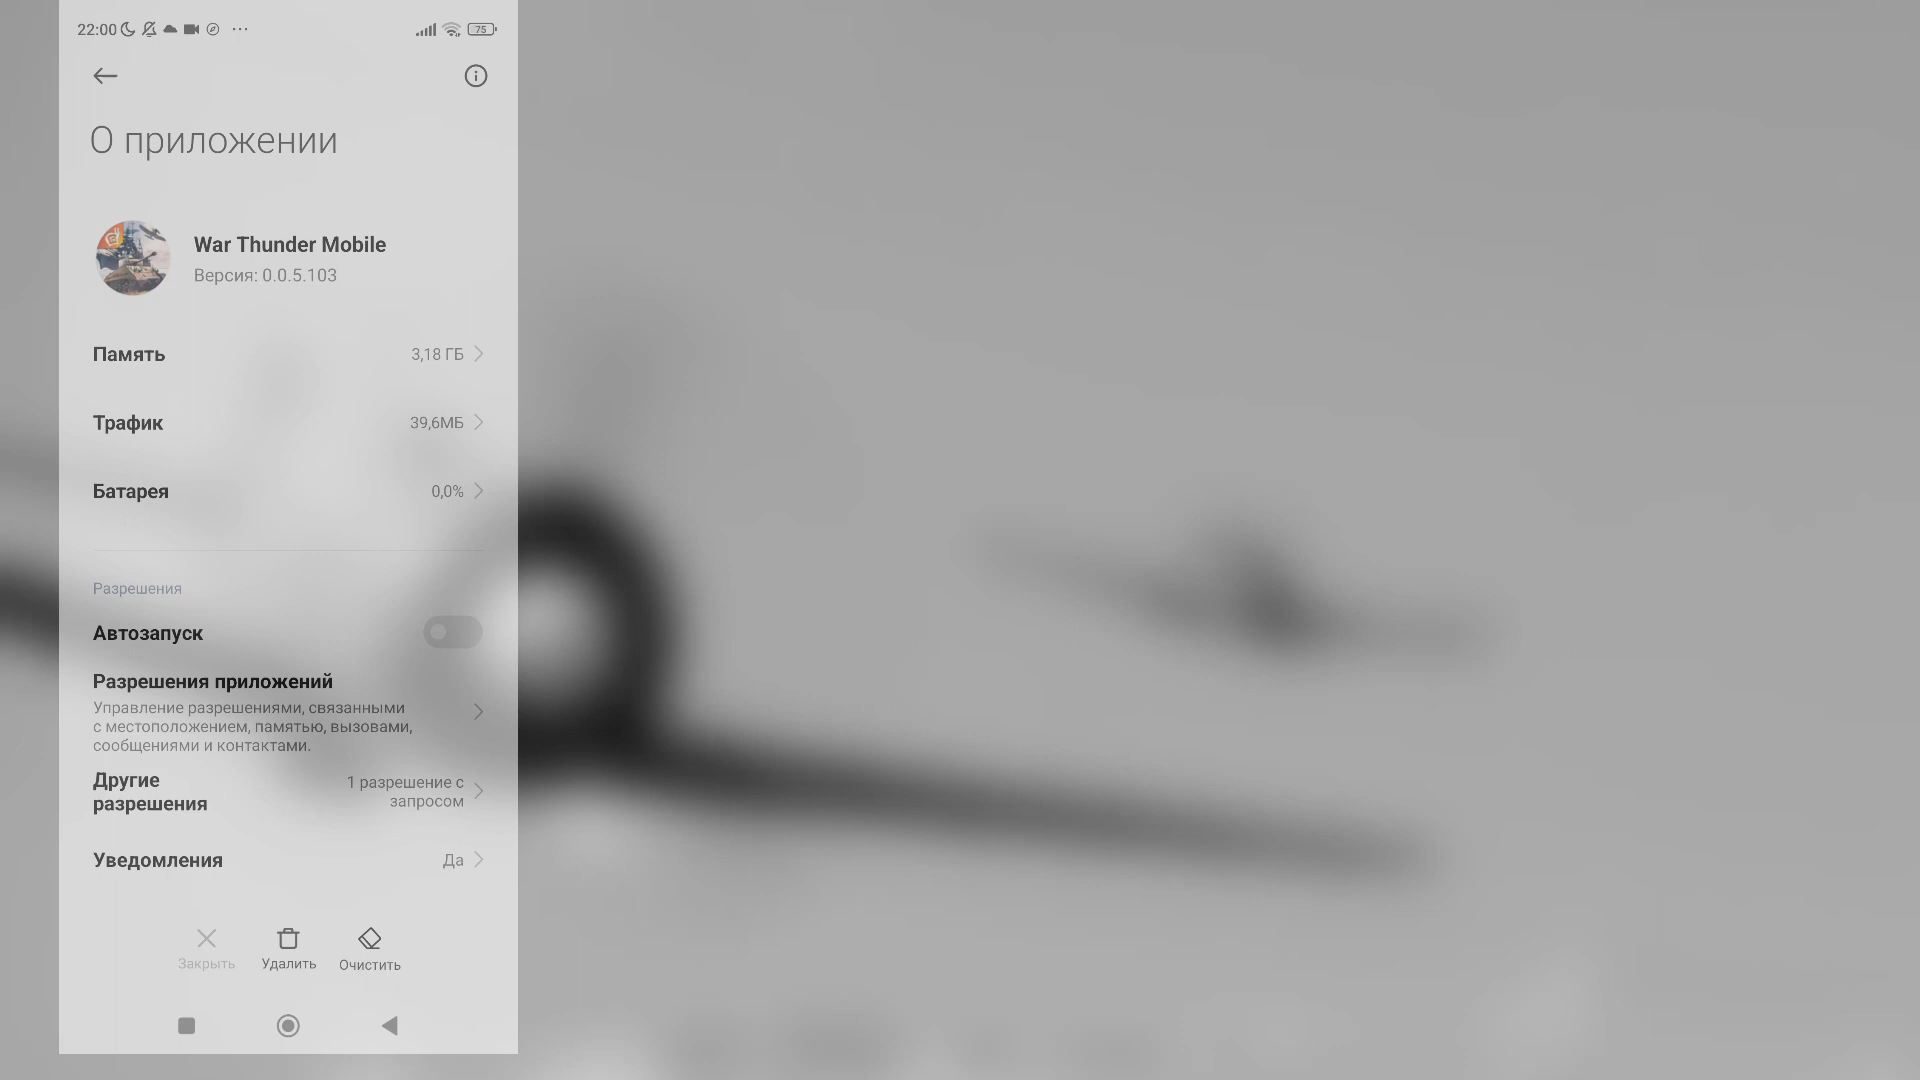 22:00
75
О приложении
War Thunder Mobile
Версия: 0.0.5.103
Память 3,18 ГБ
Трафик 39,6МБ
Батарея 0,0%
Разрешения
Автозапуск
Разрешения приложений
Управление разрешениями, связанными
с местоположением, памятью, вызовами,
сообщениями и контактами.
Другие
разрешения
1 разрешение с
запросом
Уведомления Да
Закрыть Удалить Очистить